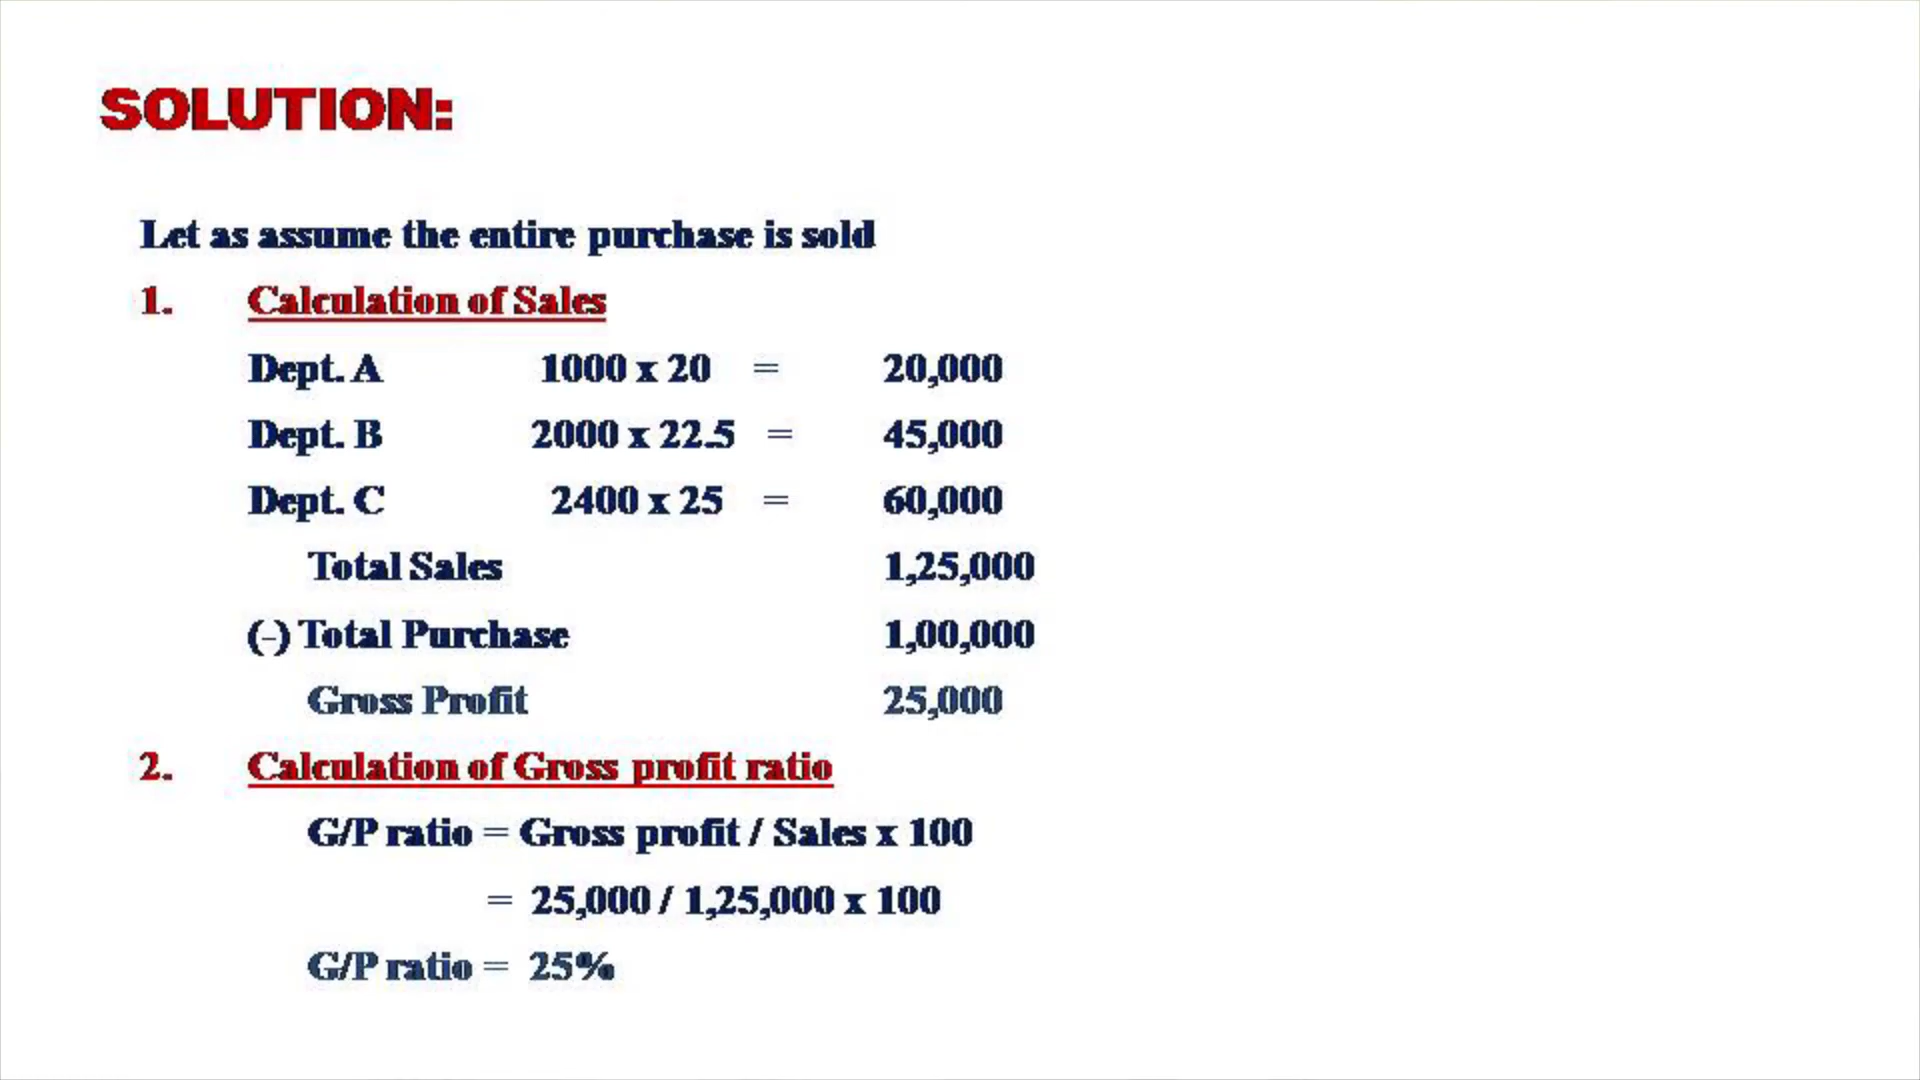 SOLUTION:
Let as assume the entire purchase is sold
1. Calculation of Sales
Dept. A 1000 x 20 = 20,000
Dept. B 2000 x 22.5 = 45,000
Dept. C 2400 x 25 = 60,000
Total Sales 1,25,000
(-) Total Purchase 1,00,000
Gross Profit 25,000
2. Calculation of Gross profit ratio
G/P ratio = Gross profit / Sales x 100
= 25,000 / 1,25,000 x 100
G/P ratio = 25%